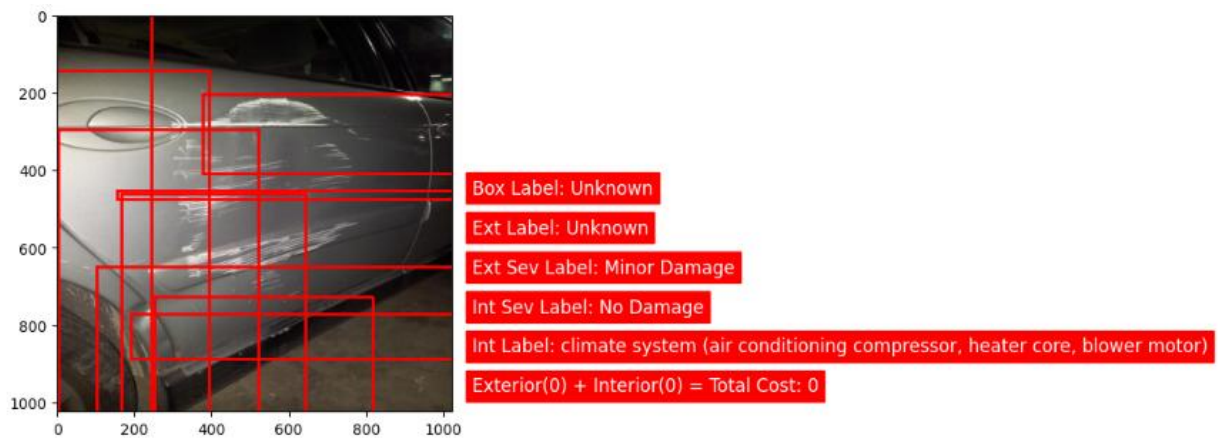 0
200
400
600
800
1000
0 200 400 600 800 1000
Box Label: Unknown
Ext Label: Unknown
Ext Sev Label: Minor Damage
Int Sev Label: No Damage
Int Label: climate system (air conditioning compressor, heater core, blower motor)
Exterior(0) + Interior(0) = Total Cost: 0